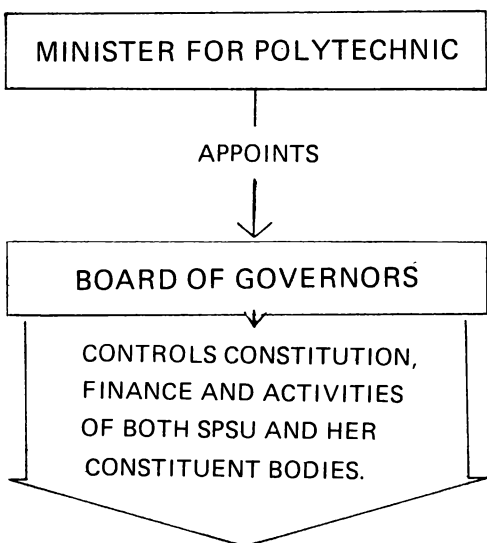 MINISTER FOR POLYTECHNIC
APPOINTS
BOARD OF GOVERNORS
CONTROLS CONSTITUTION,
FINANCE AND ACTIVITIES
OF BOTH SPSU AND HER
CONSTITUENT BODIES.